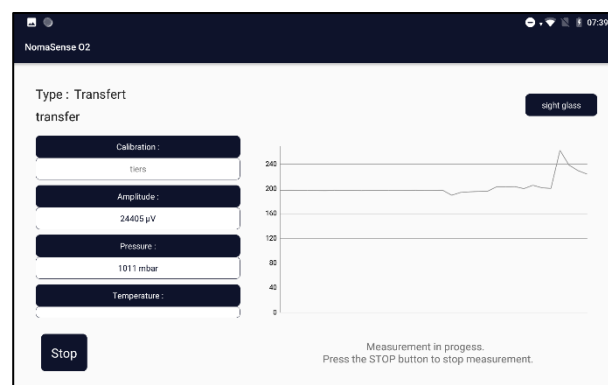 07:39
NomaSense O2
Type : Transfert
transfer
sight glass
Calibration :
tiers
Amplitude :
24405 µV
Pressure :
1011 mbar
Temperature :
240
200
160
120
80
40
0
Stop
Measurement in progess.
Press the STOP button to stop measurement.